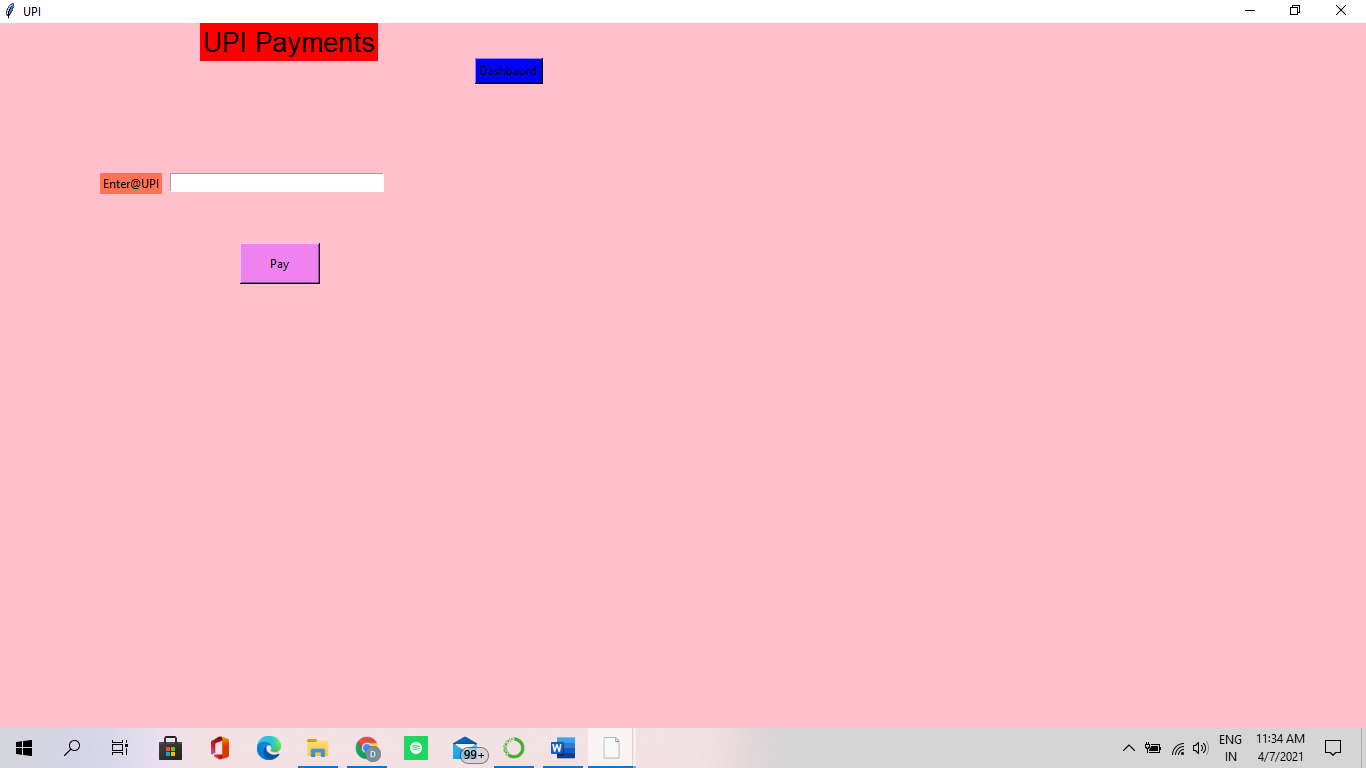 UPI
UPI Payments
Dashbaord
Enter@UPI
Pay
D
99+
W
ENG
IN
11:34 AM
4/7/2021